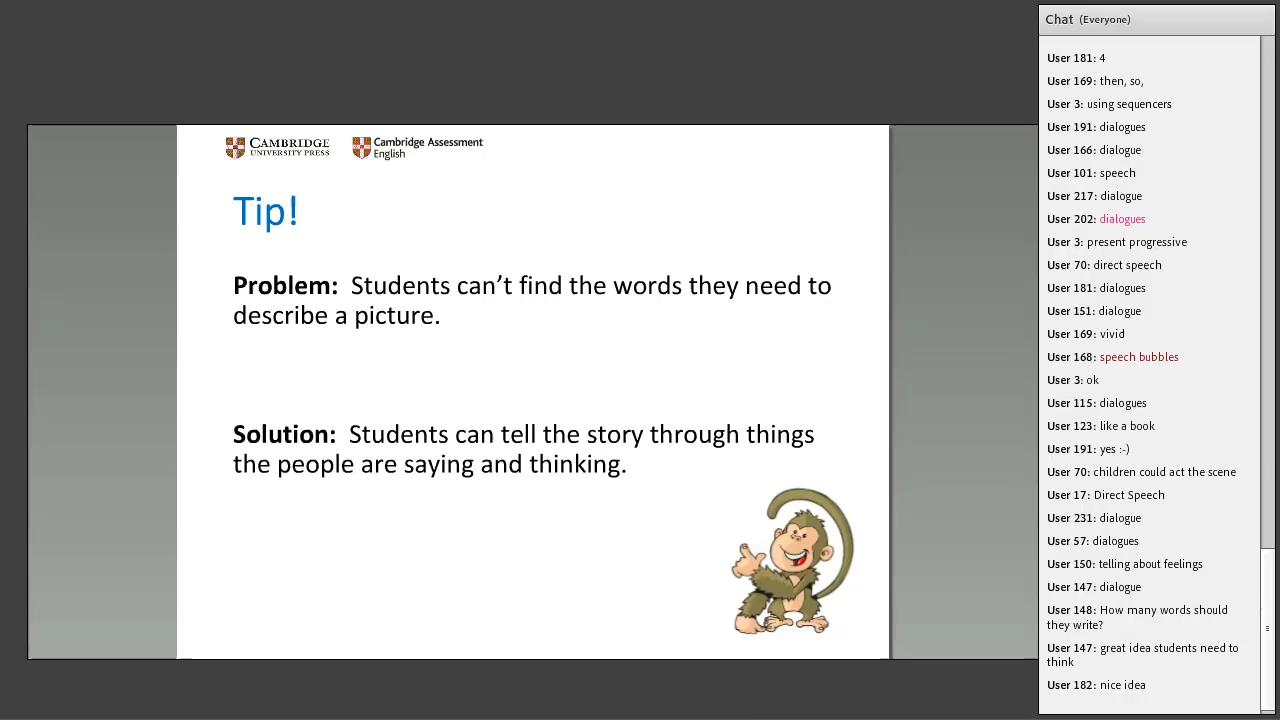 CAMBRIDGE
UNIVERSITY PRESS
Cambridge Assessment
English
Tip!
Problem: Students can’t find the words they need to
describe a picture.
Solution: Students can tell the story through things
the people are saying and thinking.
Chat (Everyone)
User 181: 4
User 169: then, so,
User 3: using sequencers
User 191: dialogues
User 166: dialogue
User 101: speech
User 217: dialogue
User 202: dialogues
User 3: present progressive
User 70: direct speech
User 181: dialogues
User 151: dialogue
User 169: vivid
User 168: speech bubbles
User 3: ok
User 115: dialogues
User 123: like a book
User 191: yes :-)
User 70: children could act the scene
User 17: Direct Speech
User 231: dialogue
User 57: dialogues
User 150: telling about feelings
User 147: dialogue
User 148: How many words should
they write?
User 147: great idea students need to
think
User 182: nice idea